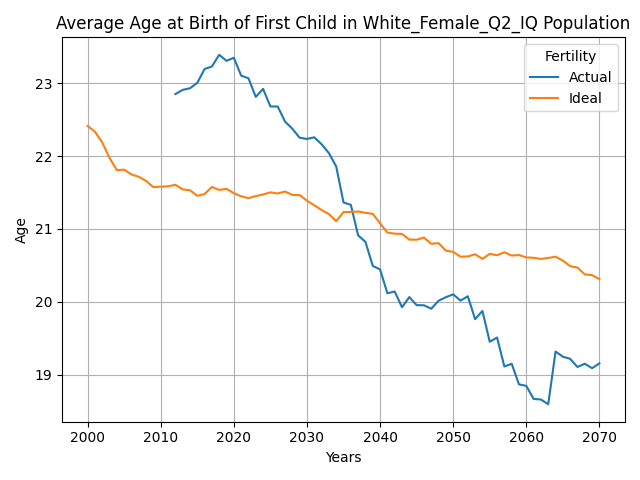 Average Age at Birth of First Child in White_Female_Q2_IQ Population
Fertility
Actual
Ideal
Age
23
22
21
20
19
2000 2010 2020 2030 2040 2050 2060 2070
Years